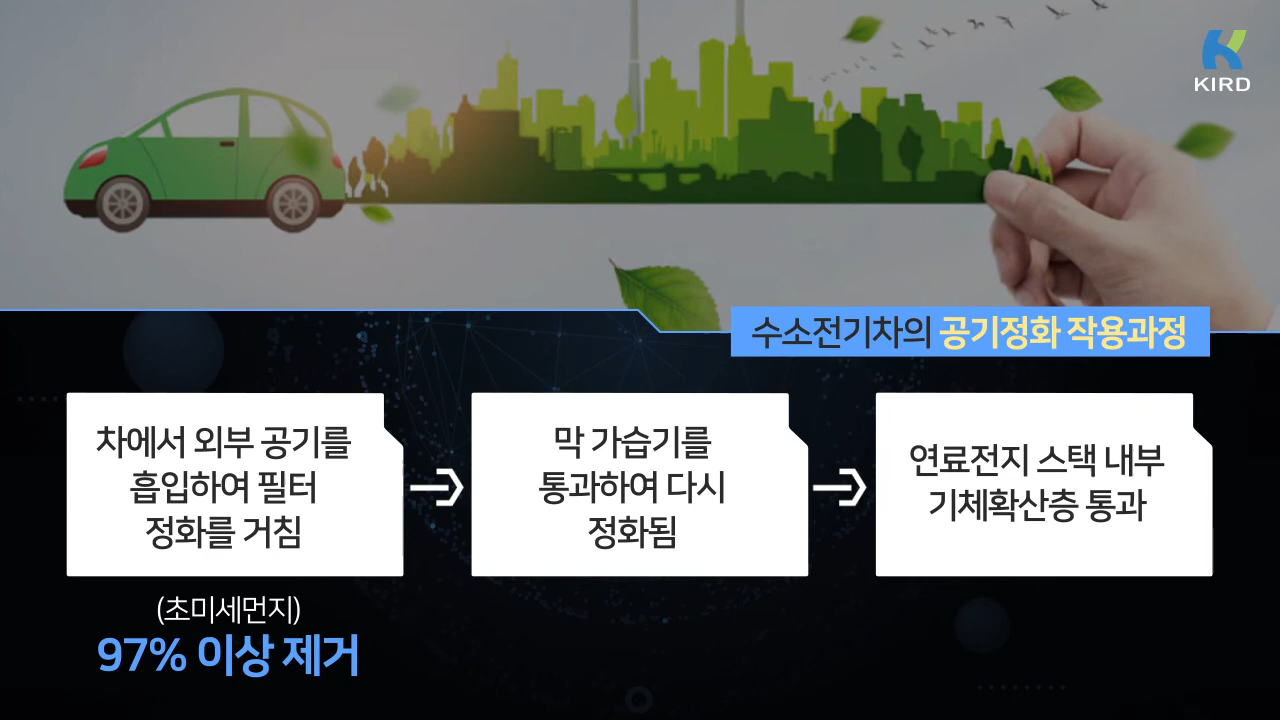 KIRD
수소전기차의 공기정화 작용과정
차에서 외부 공기를
흡입하여 필터
정화를 거침
막 가습기를
통과하여 다시
정화됨
연료전지 스택 내부
기체확산층 통과
(초미세먼지)
97% 이상 제거